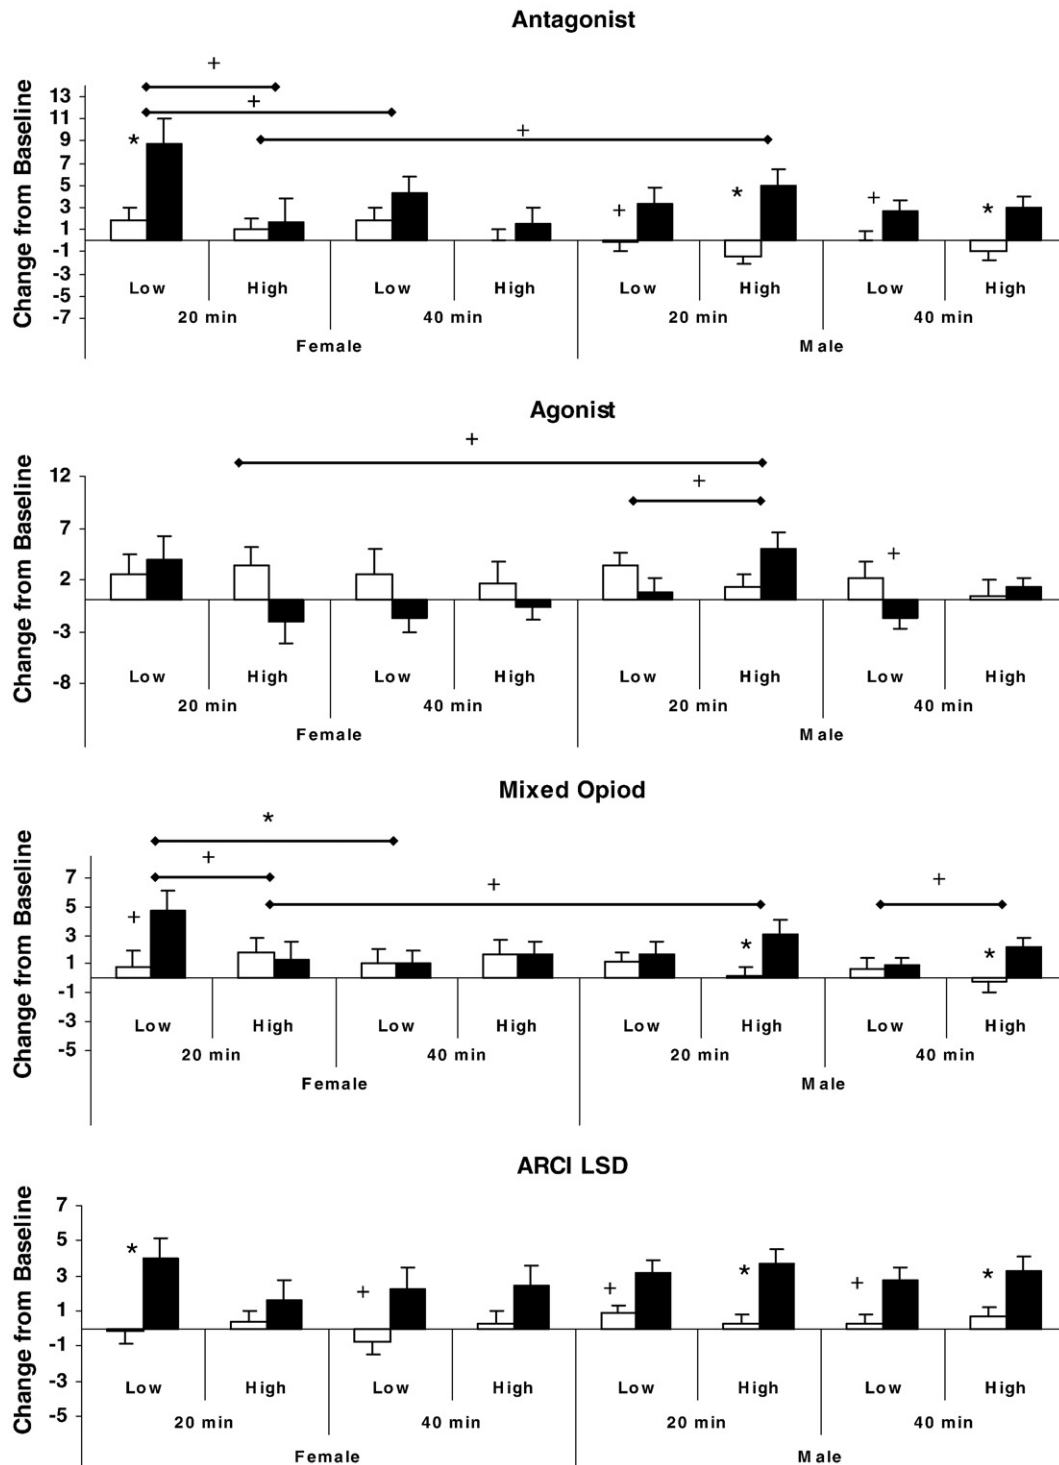 Antagonist
+
+
+
*
+
*
+
*
Change from Baseline
13
11
9
7
5
3
1
-1
-3
-5
-7
Low High Low High Low High Low High
20 min 40 min 20 min 40 min
Female Male
Agonist
+
+
+
Change from Baseline
12
7
2
-3
-8
Low High Low High Low High Low High
20 min 40 min 20 min 40 min
Female Male
Mixed Opiod
*
+
+
+
+
*
*
Change from Baseline
7
5
3
1
-1
-3
-5
Low High Low High Low High Low High
20 min 40 min 20 min 40 min
Female Male
ARCI LSD
*
+
+
*
+
*
Change from Baseline
7
5
3
1
-1
-3
-5
Low High Low High Low High Low High
20 min 40 min 20 min 40 min
Female Male